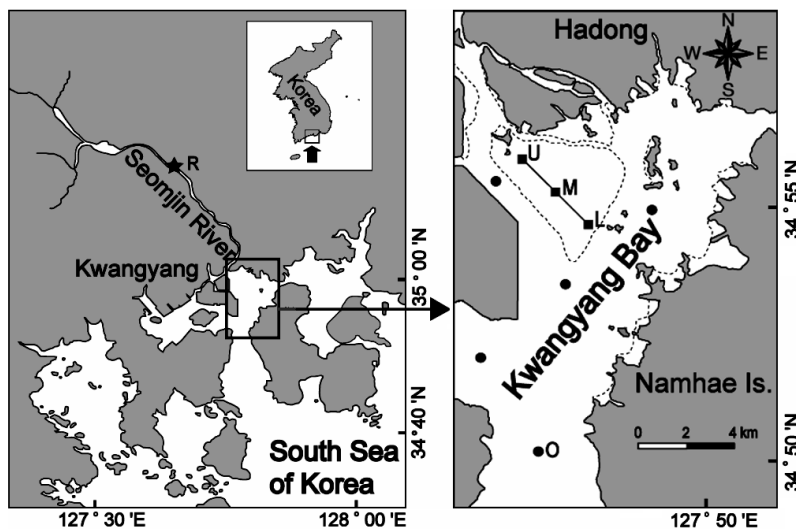 Korea
R
Seomjin River
Kwangyang
South Sea
of Korea
35° 00 'N
34° 40 'N
127° 30 'E
128° 00 'E
Hadong
N
W
E
S
U
M
L
Kwangyang Bay
Namhae Is.
0 2 4 km
O
34° 55 'N
34° 50 'N
127° 50 'E